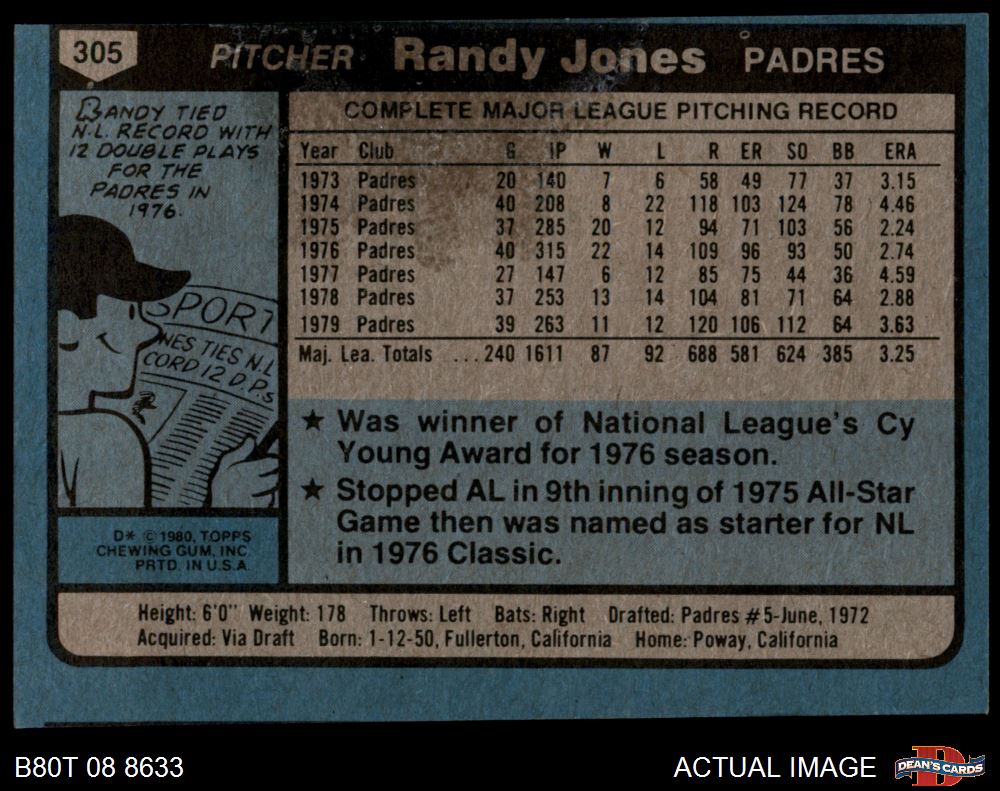 305 PITCHER Randy Jones PADRES
RANDY TIED
N.L. RECORD WITH
12 DOUBLE PLAYS
FOR THE
PADRES IN
1976.
SPORT
NES TIES N.L
CORD 12 D.P.s
D* © 1980, TOPPS
CHEWING GUM, INC.
PRTD. IN U.S.A.
COMPLETE MAJOR LEAGUE PITCHING RECORD
Year Club G IP W L R ER SO BB ERA
1973 Padres 20 140 7 6 58 49 77 37 3.15
1974 Padres 40 208 8 22 118 103 124 78 4.46
1975 Padres 37 285 20 12 94 71 103 56 2.24
1976 Padres 40 315 22 14 109 96 93 50 2.74
1977 Padres 27 147 6 12 85 75 44 36 4.59
1978 Padres 37 253 13 14 104 81 71 64 2.88
1979 Padres 39 263 11 12 120 106 112 64 3.63
Maj. Lea. Totals ... 240 1611 87 92 688 581 624 385 3.25
★ Was winner of National League's Cy
Young Award for 1976 season.
★ Stopped AL in 9th inning of 1975 All-Star
Game then was named as starter for NL
in 1976 Classic.
Height: 6'0" Weight: 178 Throws: Left Bats: Right Drafted: Padres #5-June, 1972
Acquired: Via Draft Born: 1-12-50, Fullerton, California Home: Poway, California
B80T 08 8633
ACTUAL IMAGE
DEAN'S CARDS